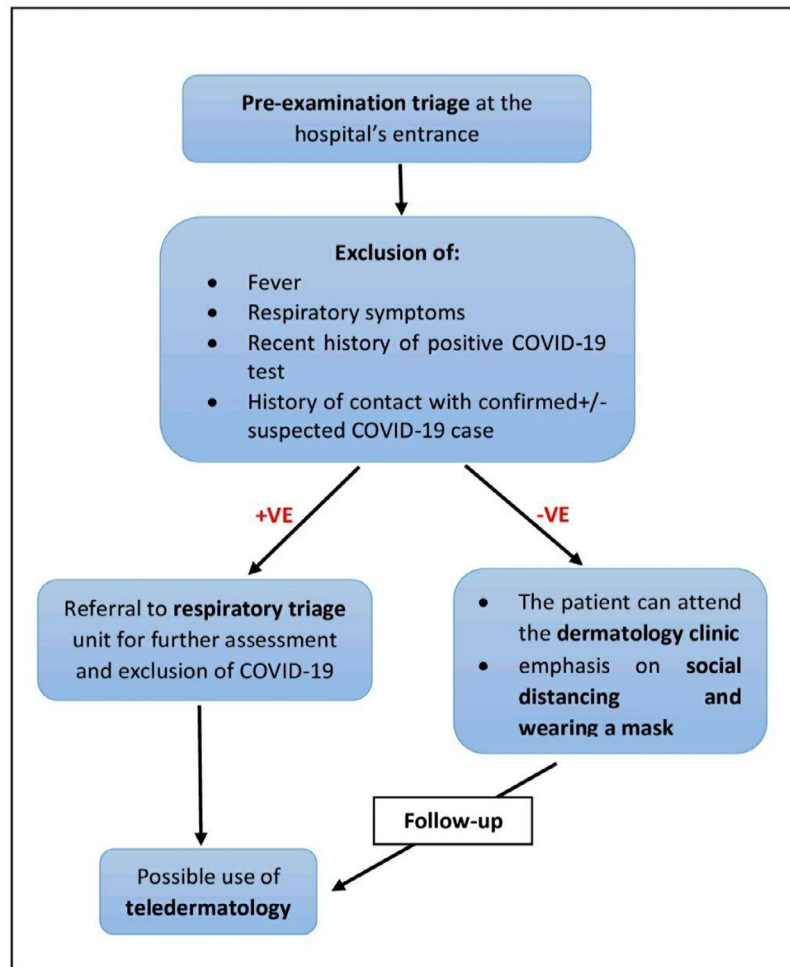 Pre-examination triage at the
hospital's entrance
Exclusion of:
• Fever
• Respiratory symptoms
• Recent history of positive COVID-19
test
• History of contact with confirmed+/-
suspected COVID-19 case
+VE
-VE
Referral to respiratory triage
unit for further assessment
and exclusion of COVID-19
• The patient can attend
the dermatology clinic
• emphasis on social
distancing and
wearing a mask
Follow-up
Possible use of
teledermatology